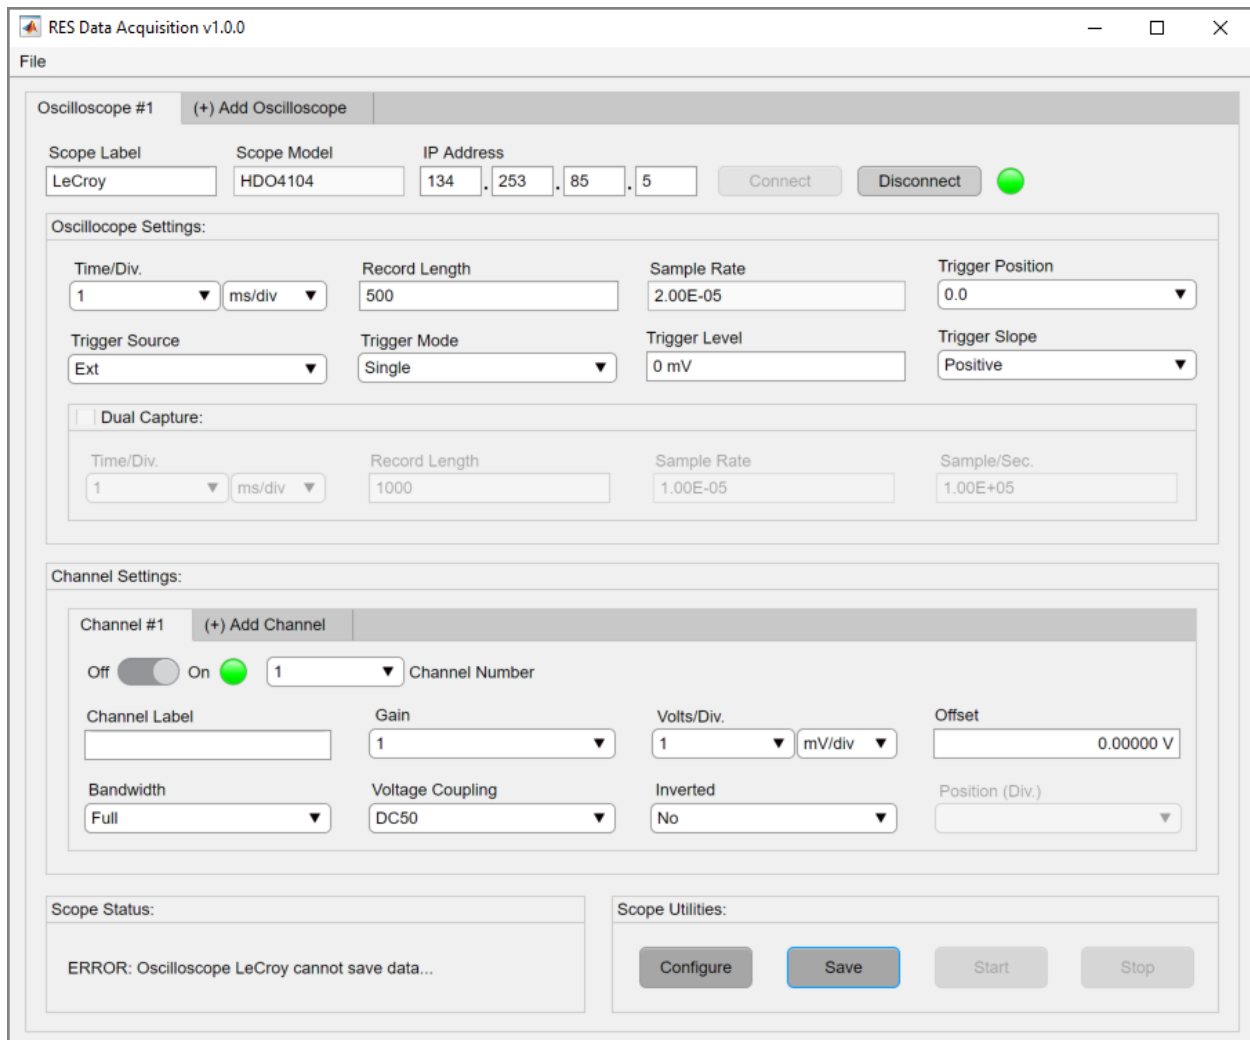 RES Data Acquisition v1.0.0
File
Oscilloscope #1 (+) Add Oscilloscope
Scope Label Scope Model IP Address
LeCroy HDO4104 134 . 253 . 85 . 5 Connect Disconnect
Oscillocope Settings:
Time/Div. Record Length Sample Rate Trigger Position
1 ms/div 500 2.00E-05 0.0
Trigger Source Trigger Mode Trigger Level Trigger Slope
Ext Single 0 mV Positive
Dual Capture:
Time/Div. Record Length Sample Rate Sample/Sec.
1 ms/div 1000 1.00E-05 1.00E+05
Channel Settings:
Channel #1 (+) Add Channel
Off On 1 Channel Number
Channel Label Gain Volts/Div. Offset
1 1 mV/div 0.00000 V
Bandwidth Voltage Coupling Inverted Position (Div.)
Full DC50 No
Scope Status: Scope Utilities:
ERROR: Oscilloscope LeCroy cannot save data... Configure Save Start Stop